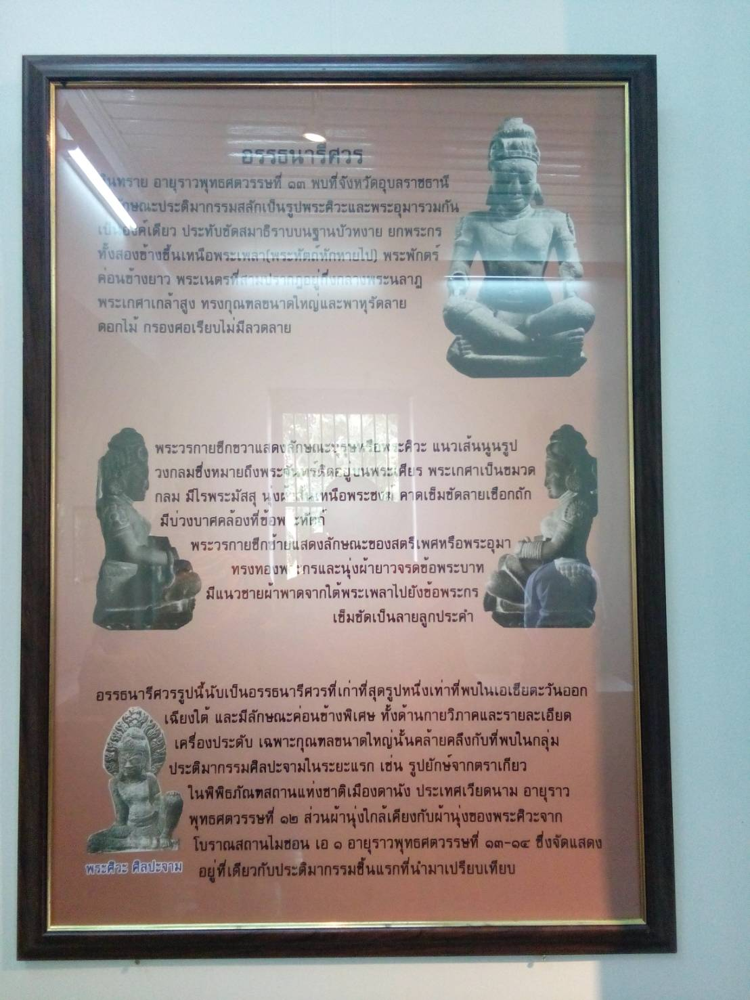 อรรธนารีศวร
หินทราย อายุราวพุทธศตวรรษที่ ๑๓ พบที่จังหวัดอุบลราชธานี
ลักษณะประติมากรรมสลักเป็นรูปพระศิวะและพระอุมารวมกัน
เป็นองค์เดียว ประทับขัดสมาธิราบบนฐานบัวหงาย ยกพระกร
ทั้งสองข้างขึ้นเหนือพระเพลา(พระหัตถ์หักหายไป) พระพักตร์
ค่อนข้างยาว พระเนตรที่สามปรากฏอยู่กึ่งกลางพระนลาฏ
พระเกศาเกล้าสูง ทรงกุณฑลขนาดใหญ่และพาหุรัดลาย
ดอกไม้ กรองศอเรียบไม่มีลวดลาย
พระวรกายซีกขวาแสดงลักษณะบุรุษหรือพระศิวะ แนวเส้นนูนรูป
วงกลมซึ่งหมายถึงพระจันทร์ติดอยู่บนพระเศียร พระเกศาเป็นขมวด
กลม มีไรพระมัสสุ นุ่งผ้าสั้นเหนือพระชงฆ์ คาดเข็มขัดลายเชือกถัก
มีบ่วงบาศคล้องที่ข้อพระหัตถ์
พระวรกายซีกซ้ายแสดงลักษณะของสตรีเพศหรือพระอุมา
ทรงทองพระกรและนุ่งผ้ายาวจรดข้อพระบาท
มีแนวชายผ้าพาดจากใต้พระเพลาไปยังข้อพระกร
เข็มขัดเป็นลายลูกประคำ
อรรธนารีศวรรูปนี้นับเป็นอรรธนารีศวรที่เก่าที่สุดรูปหนึ่งเท่าที่พบในเอเซียตะวันออก
เฉียงใต้ และมีลักษณะค่อนข้างพิเศษ ทั้งด้านกายวิภาคและรายละเอียด
เครื่องประดับ เฉพาะกุณฑลขนาดใหญ่นั้นคล้ายคลึงกับที่พบในกลุ่ม
ประติมากรรมศิลปะจามในระยะแรก เช่น รูปยักษ์จากตราเกียว
ในพิพิธภัณฑสถานแห่งชาติเมืองดานัง ประเทศเวียดนาม อายุราว
พุทธศตวรรษที่ ๑๒ ส่วนผ้านุ่งใกล้เคียงกับผ้านุ่งของพระศิวะจาก
โบราณสถานไมซอน เอ ๑ อายุราวพุทธศตวรรษที่ ๑๓-๑๔ ซึ่งจัดแสดง
อยู่ที่เดียวกับประติมากรรมชิ้นแรกที่นำมาเปรียบเทียบ
พระศิวะ ศิลปะจาม